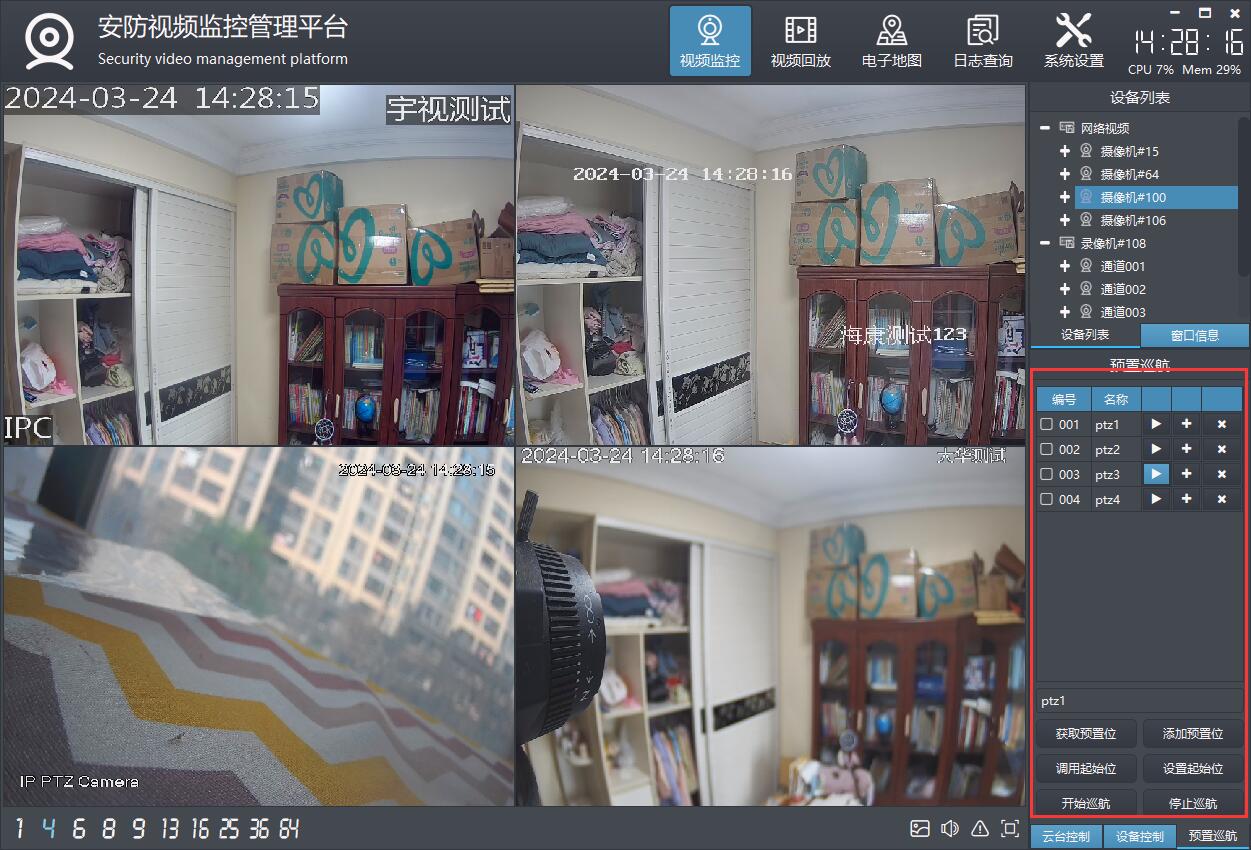 安防视频监控管理平台
Security video management platform
视频监控
视频回放
电子地图
日志查询
系统设置
14:28:16
CPU 7% Mem 29%
2024-03-24 14:28:15
宇视测试
IPC
2024-03-24 14:28:16
海康测试123
2024-03-24 14:28:15
IP PTZ Camera
2024-03-24 14:28:16
大华测试
设备列表
网络视频
摄像机#15
摄像机#64
摄像机#100
摄像机#106
录像机#108
通道001
通道002
通道003
设备列表 窗口信息
预置巡航
编号 名称
001 ptz1
002 ptz2
003 ptz3
004 ptz4
ptz1
获取预置位 添加预置位
调用起始位 设置起始位
开始巡航 停止巡航
云台控制 设备控制 预置巡航
1 4 6 8 9 13 16 25 36 64